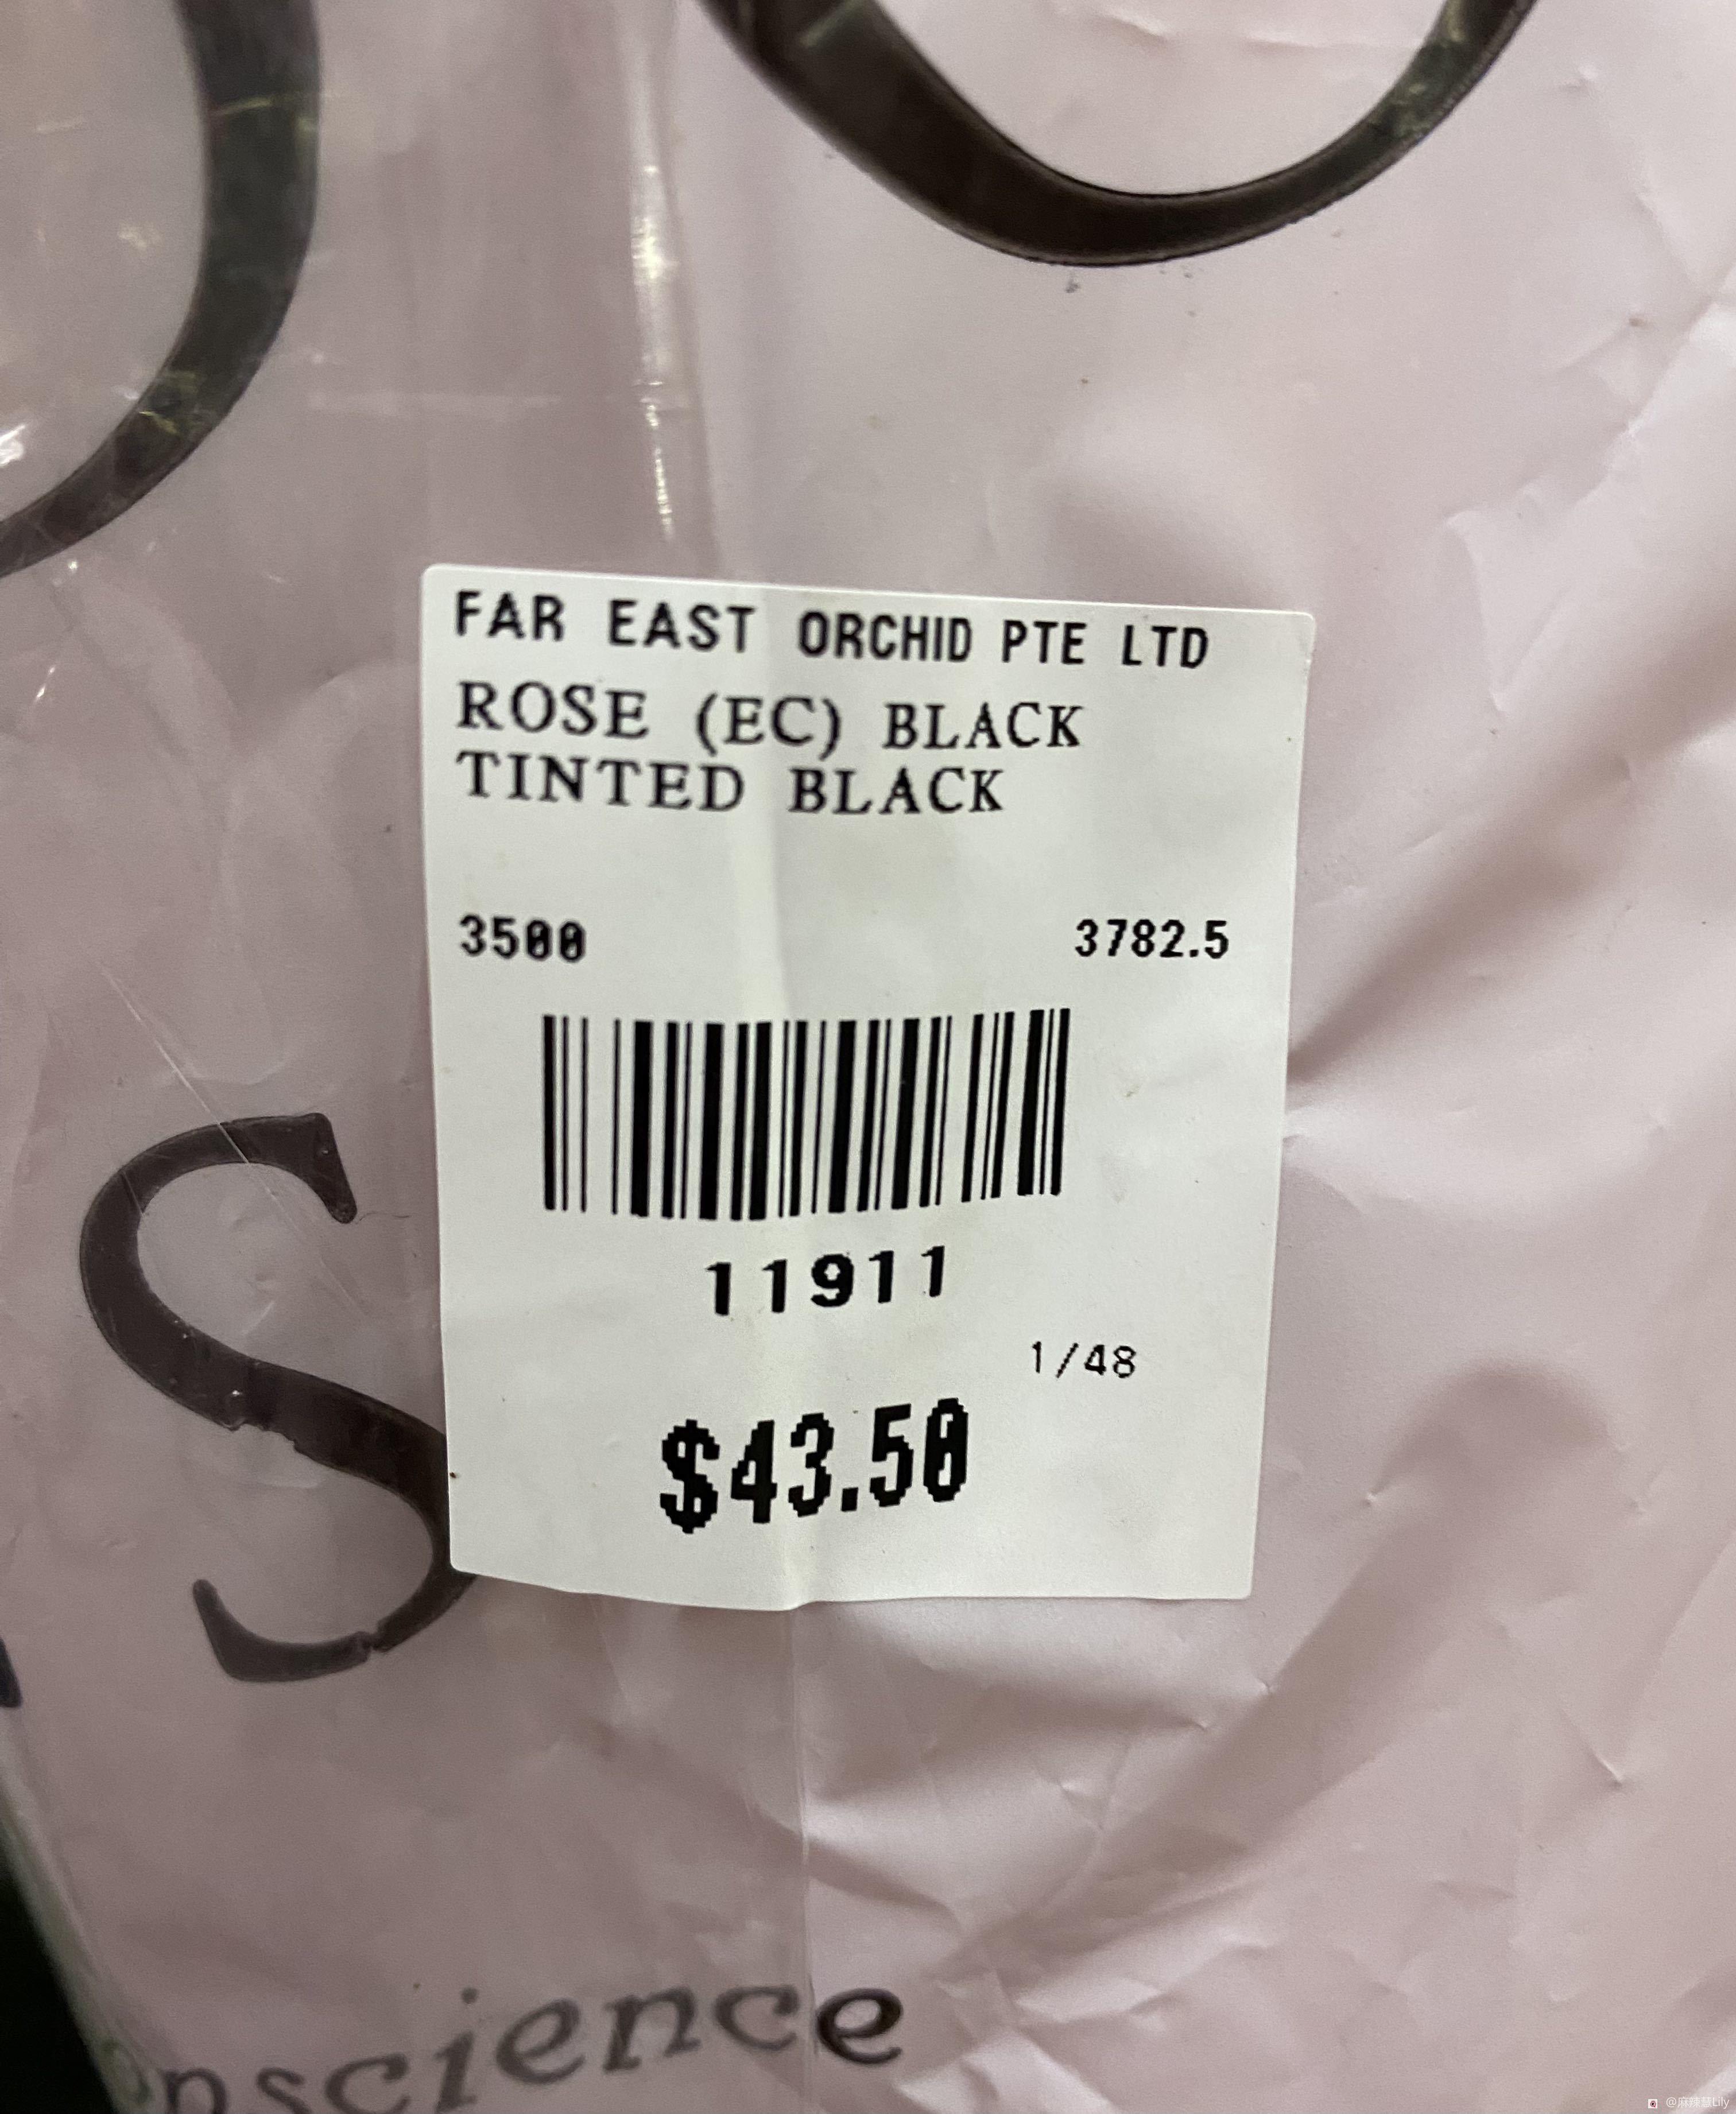 FAR EAST ORCHID PTE LTD
ROSE (EC) BLACK
TINTED BLACK
3500 3782.5
11911
1/48
$43.50
S